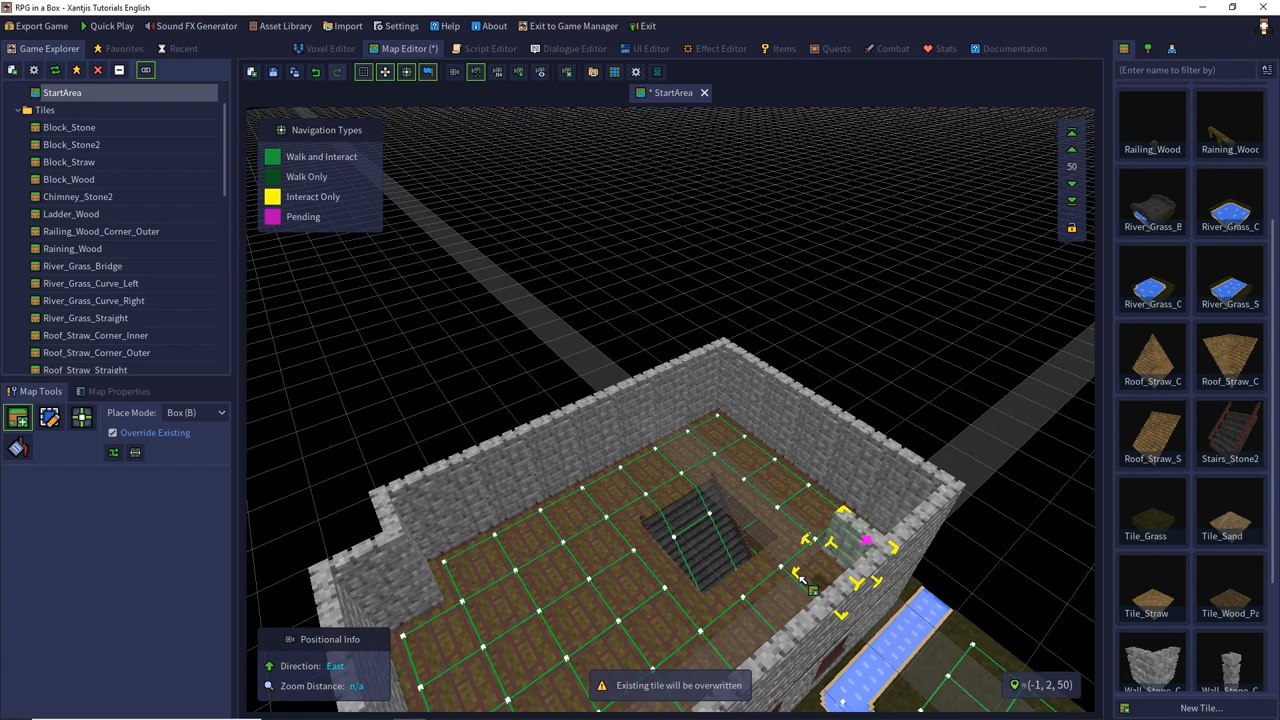 RPG in a Box - Xantjis Tutorials English
Export Game Quick Play Sound FX Generator Asset Library Import Settings Help About Exit to Game Manager Exit
Game Explorer Favorites Recent Voxel Editor Map Editor (*) Script Editor Dialogue Editor UI Editor Effect Editor Items Quests Combat Stats Documentation
(Enter name to filter by)
StartArea
* StartArea
Tiles
Block_Stone
Block_Stone2
Block_Straw
Block_Wood
Chimney_Stone2
Ladder_Wood
Railing_Wood_Corner_Outer
Raining_Wood
River_Grass_Bridge
River_Grass_Curve_Left
River_Grass_Curve_Right
River_Grass_Straight
Roof_Straw_Corner_Inner
Roof_Straw_Corner_Outer
Roof_Straw_Straight
Navigation Types
Walk and Interact
Walk Only
Interact Only
Pending
50
Railing_Wood Raining_Wooc
River_Grass_B River_Grass_C
River_Grass_C River_Grass_S
Roof_Straw_C Roof_Straw_C
Roof_Straw_S Stairs_Stone2
Tile_Grass Tile_Sand
Tile_Straw Tile_Wood_Pa
Wall_Stone_C Wall_Stone_C
Map Tools Map Properties
Place Mode: Box (B)
Override Existing
Positional Info
Direction: East
Zoom Distance: n/a
Existing tile will be overwritten
(-1, 2, 50)
New Tile...